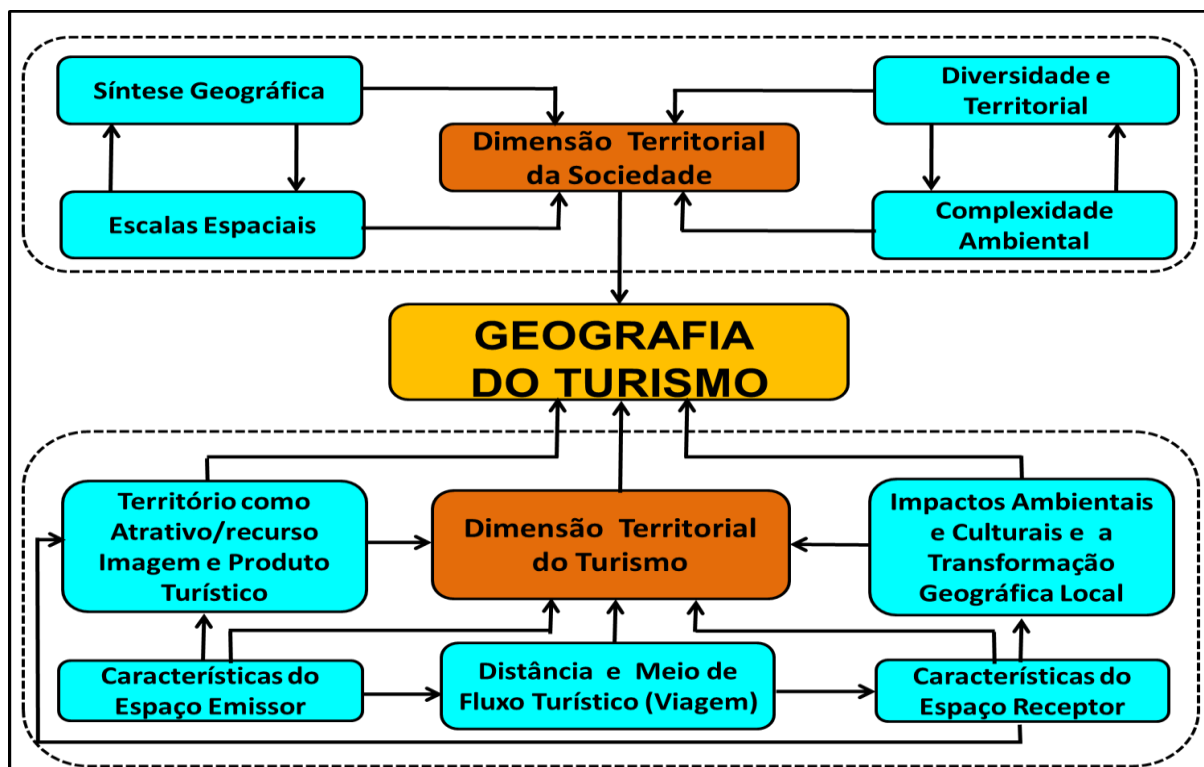 Síntese Geográfica
Diversidade e
Territorial
Dimensão Territorial
da Sociedade
Escalas Espaciais
Complexidade
Ambiental
GEOGRAFIA
DO TURISMO
Território como
Atrativo/recurso
Imagem e Produto
Turístico
Dimensão Territorial
do Turismo
Impactos Ambientais
e Culturais e a
Transformação
Geográfica Local
Características do
Espaço Emissor
Distância e Meio de
Fluxo Turístico (Viagem)
Características do
Espaço Receptor